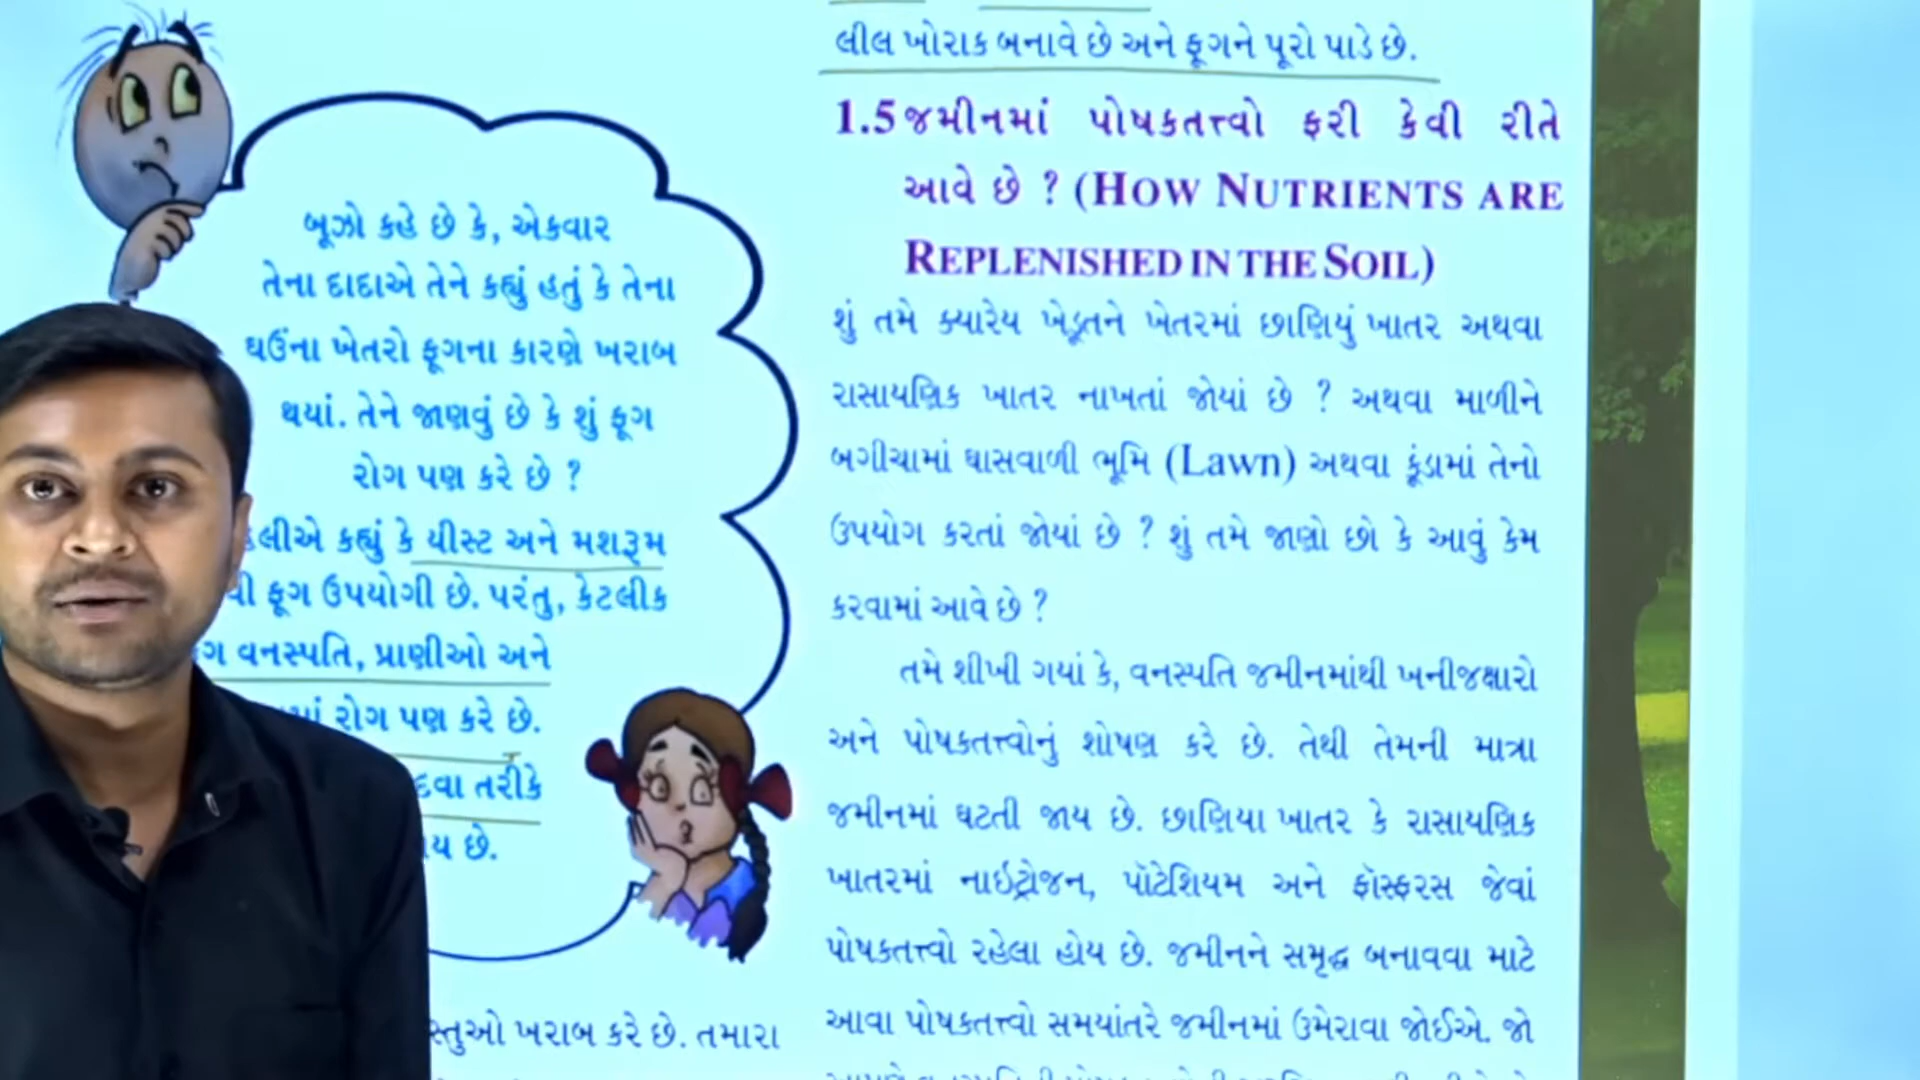 બૂઝો કહે છે કે, એકવાર
તેના દાદાએ તેને કહ્યું હતું કે તેના
ઘઉંના ખેતરો ફૂગના કારણે ખરાબ
થયાં. તેને જાણવું છે કે શું ફૂગ
રોગ પણ કરે છે ?
કહ્યું કે યીસ્ટ અને મશરૂમ
ફૂગ ઉપયોગી છે. પરંતુ, કેટલીક
વનસ્પતિ, પ્રાણીઓ અને
રોગ પણ કરે છે.
દવા તરીકે
છે.
ખરાબ કરે છે. તમારા
લીલ ખોરાક બનાવે છે અને ફૂગને પૂરો પાડે છે.
1.5 જમીનમાં પોષકતત્ત્વો ફરી કેવી રીતે
આવે છે ? (HOW NUTRIENTS ARE
REPLENISHED IN THE SOIL)
શું તમે ક્યારેય ખેડૂતને ખેતરમાં છાણિયું ખાતર અથવા
રાસાયણિક ખાતર નાખતાં જોયાં છે ? અથવા માળીને
બગીચામાં ઘાસવાળી ભૂમિ (Lawn) અથવા કૂંડામાં તેનો
ઉપયોગ કરતાં જોયાં છે ? શું તમે જાણો છો કે આવું કેમ
કરવામાં આવે છે ?
તમે શીખી ગયાં કે, વનસ્પતિ જમીનમાંથી ખનીજક્ષારો
અને પોષકતત્ત્વોનું શોષણ કરે છે. તેથી તેમની માત્રા
જમીનમાં ઘટતી જાય છે. છાણિયા ખાતર કે રાસાયણિક
ખાતરમાં નાઇટ્રોજન, પૉટેશિયમ અને ફૉસ્ફરસ જેવાં
પોષકતત્ત્વો રહેલા હોય છે. જમીનને સમૃદ્ધ બનાવવા માટે
આવા પોષકતત્ત્વો સમયાંતરે જમીનમાં ઉમેરાવા જોઈએ. જો